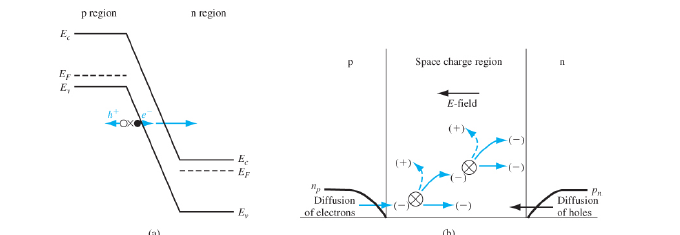 p region
n region
E_c
E_F
E_v
h⁺
e⁻
E_c
E_F
E_v
(a)
p
Space charge region
n
E-field
(+)
(−)
(+)
(−)
(−)
n_p
p_n
Diffusion
of electrons
(−)
(−)
Diffusion
of holes
(b)